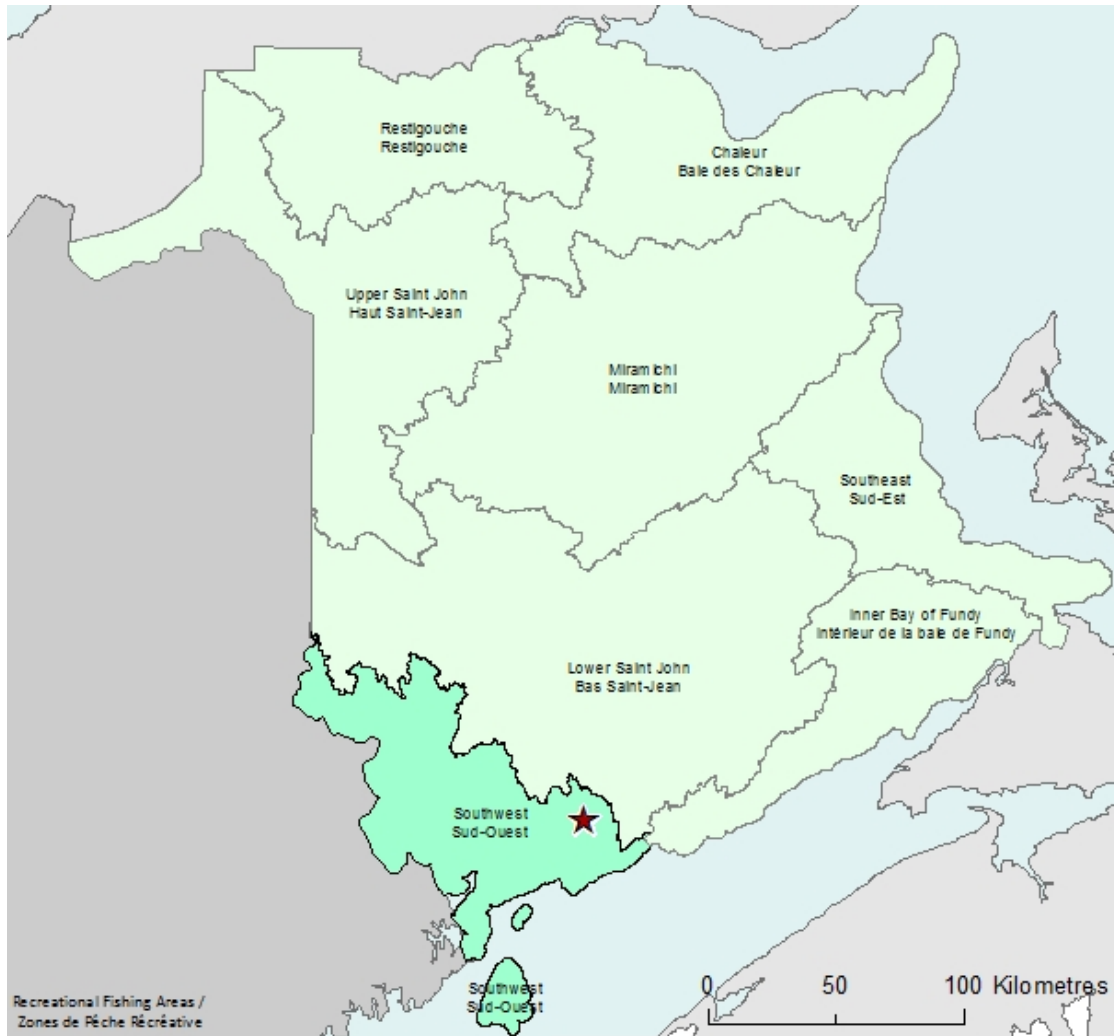 Restigouche
Restigouche
Chaleur
Baie des Chaleur
Upper Saint John
Haut Saint-Jean
Miramichi
Miramichi
Southeast
Sud-Est
Inner Bay of Fundy
Intérieur de la baie de Fundy
Lower Saint John
Bas Saint-Jean
Southwest
Sud-Ouest
Southwest
Sud-Ouest
0 50 100 Kilometres
Recreational Fishing Areas /
Zones de Pêche Récréative